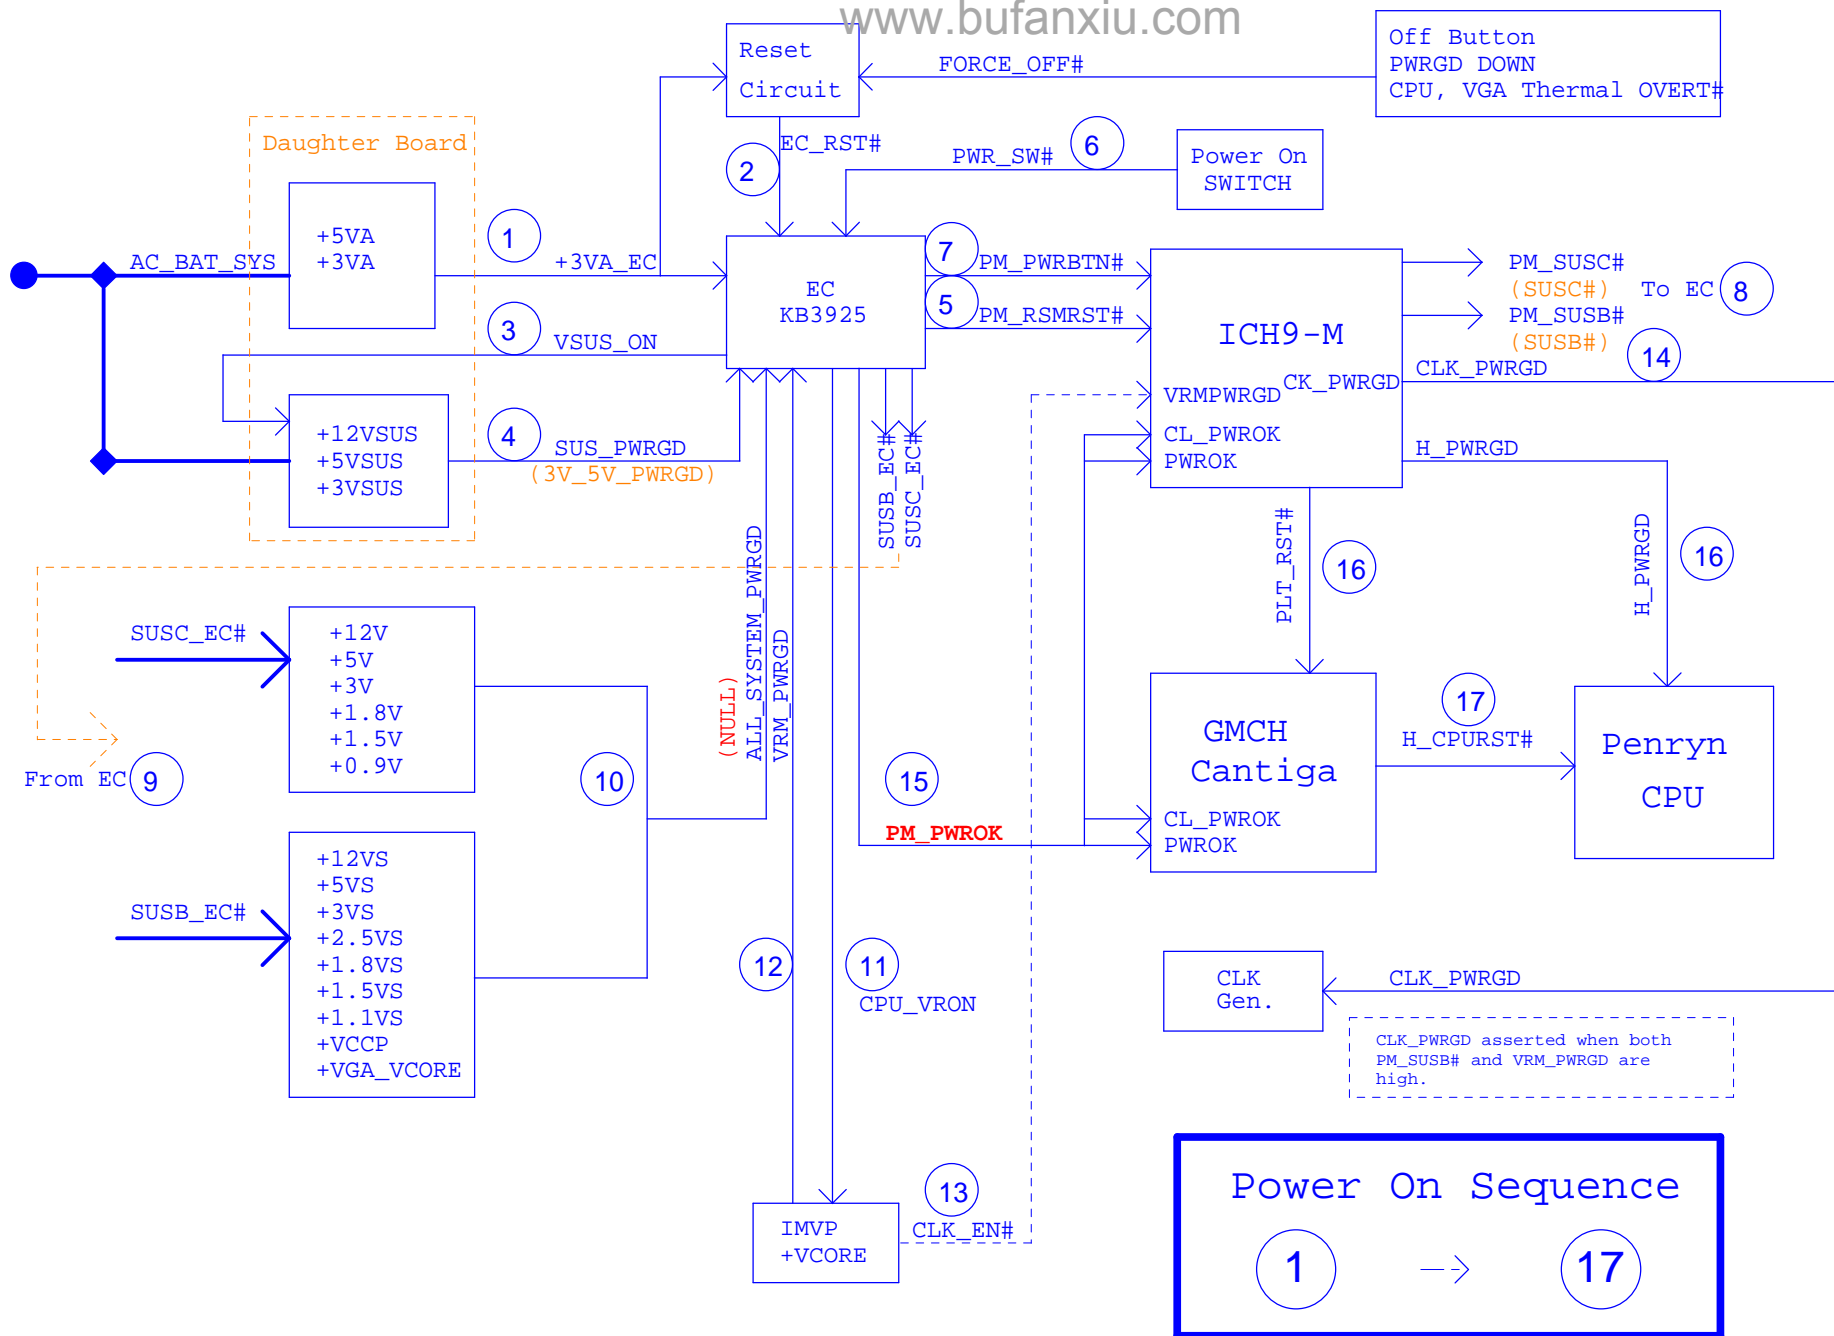 www.bufanxiu.com
Reset
Circuit
FORCE_OFF#
Off Button
PWRGD DOWN
CPU, VGA Thermal OVERT#
Daughter Board
EC_RST#
2
PWR_SW#
6
Power On
SWITCH
+5VA
+3VA
AC_BAT_SYS
1
+3VA_EC
EC
KB3925
7
PM_PWRBTN#
5
PM_RSMRST#
ICH9-M
PM_SUSC#
(SUSC#)
To EC
8
PM_SUSB#
(SUSB#)
3
VSUS_ON
14
CLK_PWRGD
CK_PWRGD
VRMPWRGD
CL_PWROK
PWROK
H_PWRGD
+12VSUS
+5VSUS
+3VSUS
4
SUS_PWRGD
(3V_5V_PWRGD)
SUSB_EC#
SUSC_EC#
PLT_RST#
16
H_PWRGD
16
SUSC_EC#
+12V
+5V
+3V
+1.8V
+1.5V
+0.9V
(NULL)
ALL_SYSTEM_PWRGD
VRM_PWRGD
From EC
9
10
15
PM_PWROK
GMCH
Cantiga
CL_PWROK
PWROK
17
H_CPURST#
Penryn
CPU
SUSB_EC#
+12VS
+5VS
+3VS
+2.5VS
+1.8VS
+1.5VS
+1.1VS
+VCCP
+VGA_VCORE
12
11
CPU_VRON
CLK
Gen.
CLK_PWRGD
CLK_PWRGD asserted when both
PM_SUSB# and VRM_PWRGD are
high.
IMVP
+VCORE
13
CLK_EN#
Power On Sequence
1
17